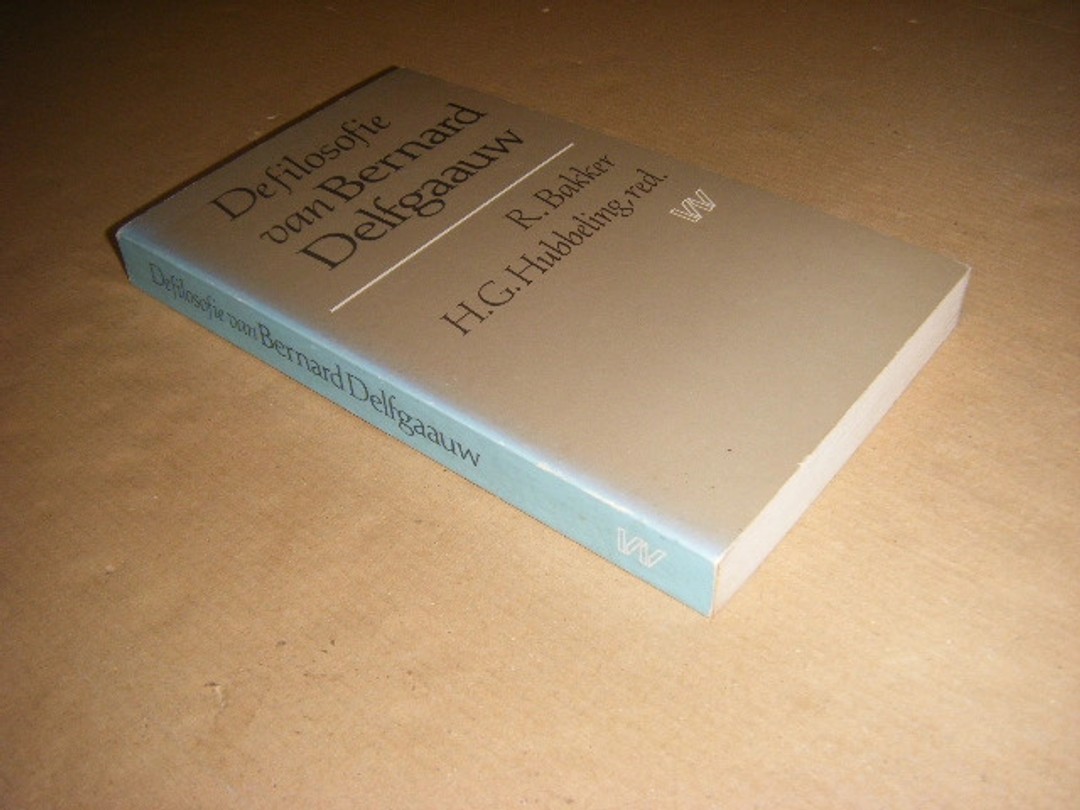 De filosofie
van Bernard
Delfgaauw
R. Bakker
H.G. Hubbeling, red.
W
De filosofie van Bernard Delfgaauw
W